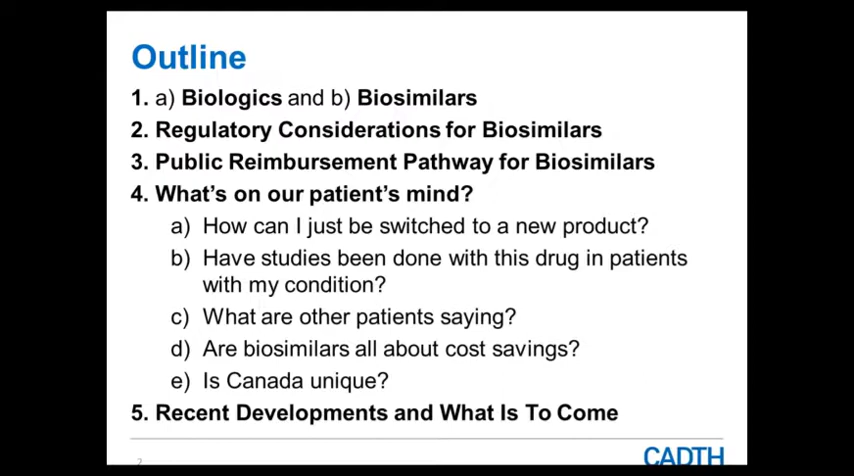 Outline
1. a) Biologics and b) Biosimilars
2. Regulatory Considerations for Biosimilars
3. Public Reimbursement Pathway for Biosimilars
4. What's on our patient's mind?
a) How can I just be switched to a new product?
b) Have studies been done with this drug in patients
with my condition?
c) What are other patients saying?
d) Are biosimilars all about cost savings?
e) Is Canada unique?
5. Recent Developments and What Is To Come
2
CADTH